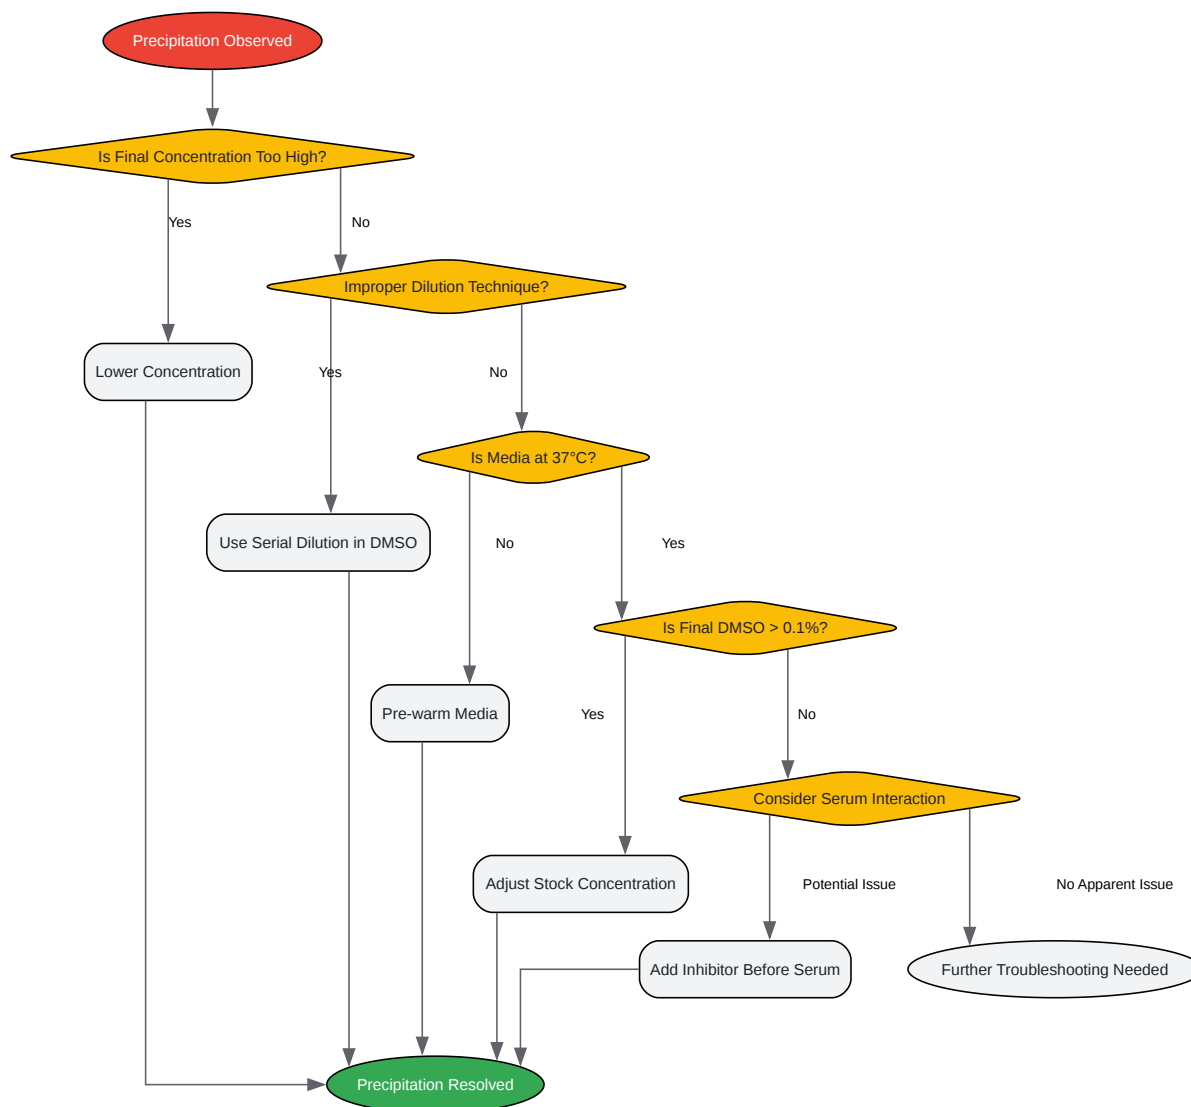 Precipitation Observed
Is Final Concentration Too High?
Yes
No
Improper Dilution Technique?
Lower Concentration
Yes
No
Is Media at 37°C?
Use Serial Dilution in DMSO
No
Yes
Is Final DMSO > 0.1%?
Pre-warm Media
Yes
No
Consider Serum Interaction
Adjust Stock Concentration
Potential Issue
No Apparent Issue
Add Inhibitor Before Serum
Further Troubleshooting Needed
Precipitation Resolved